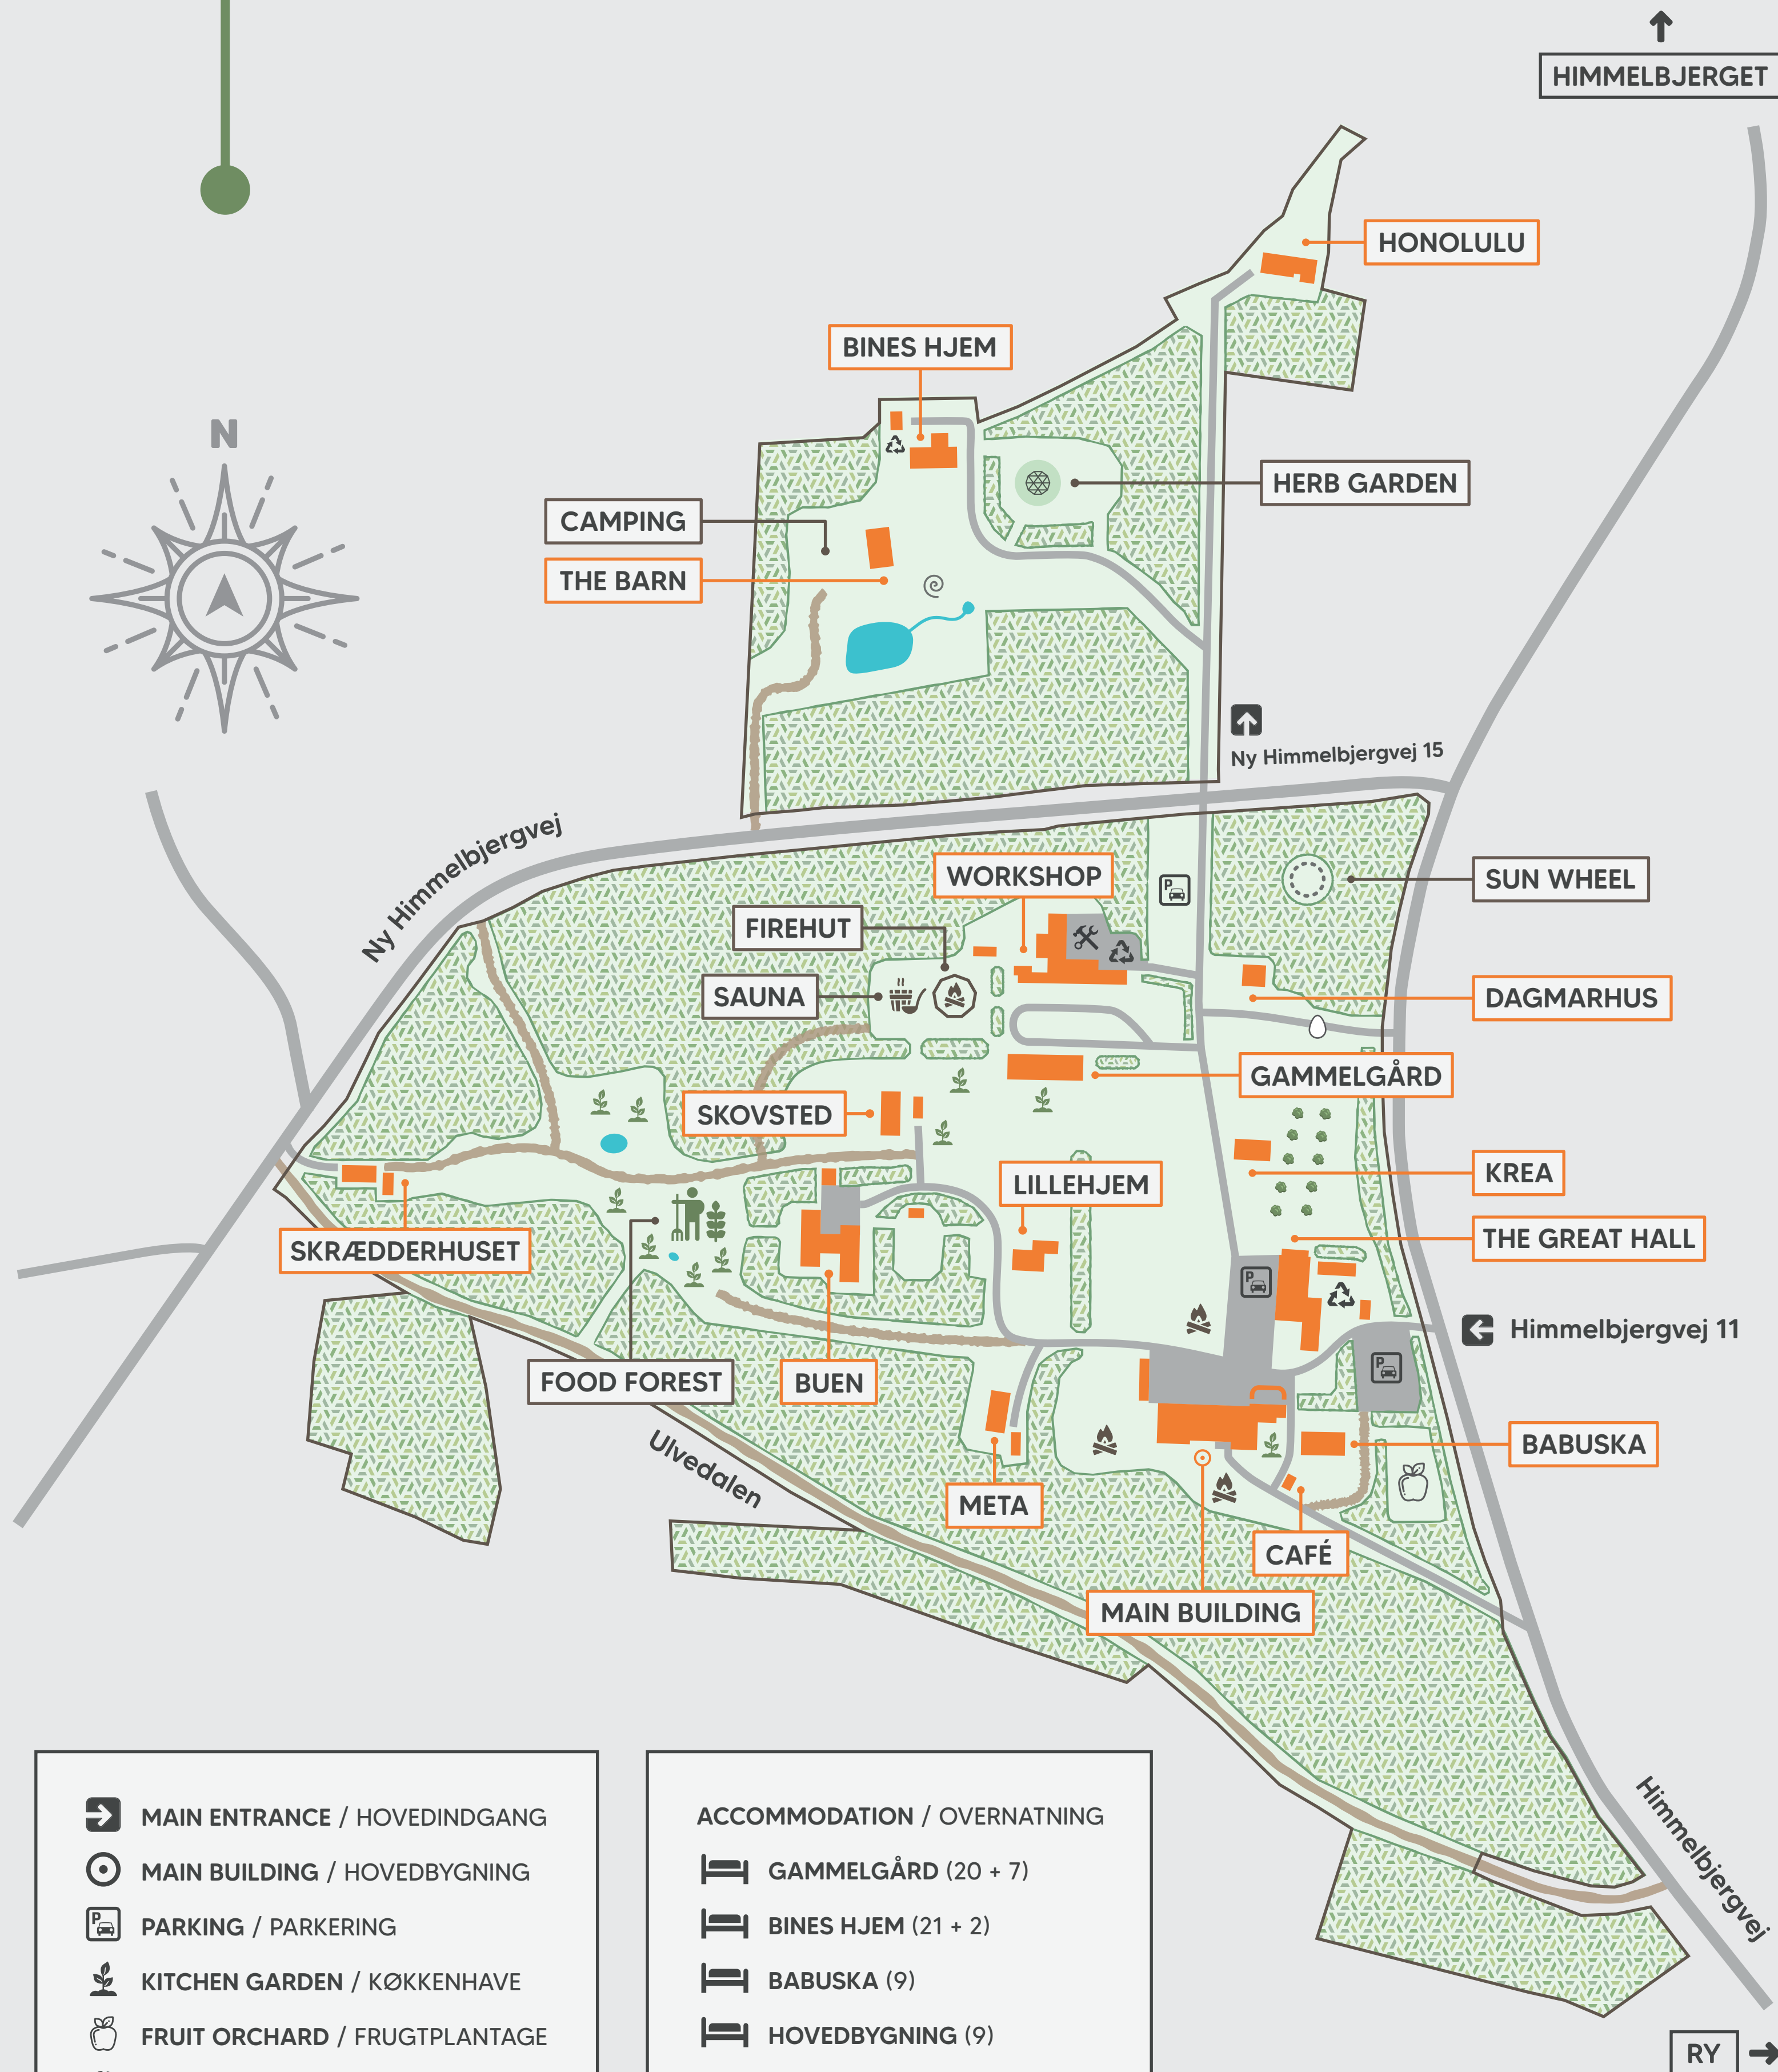 HIMMELBJERGET
HONOLULU
BINES HJEM
N
HERB GARDEN
CAMPING
THE BARN
Ny Himmelbjergvej 15
Ny Himmelbjergvej
WORKSHOP
SUN WHEEL
P
FIREHUT
SAUNA
DAGMARHUS
GAMMELGÅRD
SKOVSTED
KREA
LILLEHJEM
THE GREAT HALL
SKRÆDDERHUSET
P
Himmelbjergvej 11
P
FOOD FOREST
BUEN
BABUSKA
Ulvedalen
META
CAFÉ
MAIN BUILDING
Himmelbjergvej
RY
MAIN ENTRANCE / HOVEDINDGANG
MAIN BUILDING / HOVEDBYGNING
P PARKING / PARKERING
KITCHEN GARDEN / KØKKENHAVE
FRUIT ORCHARD / FRUGTPLANTAGE
ACCOMMODATION / OVERNATNING
GAMMELGÅRD (20 + 7)
BINES HJEM (21 + 2)
BABUSKA (9)
HOVEDBYGNING (9)